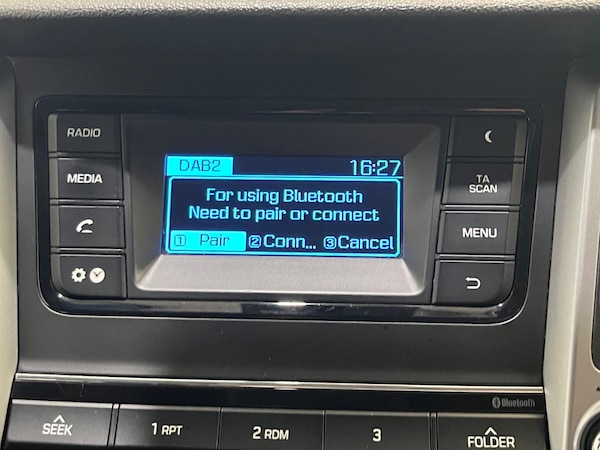 RADIO
MEDIA
DAB2 16:27
For using Bluetooth
Need to pair or connect
① Pair ② Conn... ③ Cancel
TA
SCAN
MENU
Bluetooth
SEEK
1 RPT
2 RDM
3
FOLDER